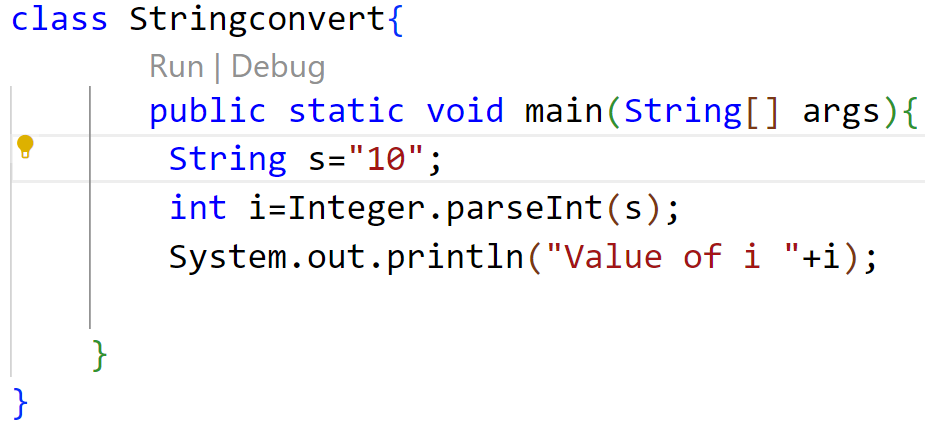 class Stringconvert{
Run | Debug
public static void main(String[] args){
String s="10";
int i=Integer.parseInt(s);
System.out.println("Value of i "+i);
}
}